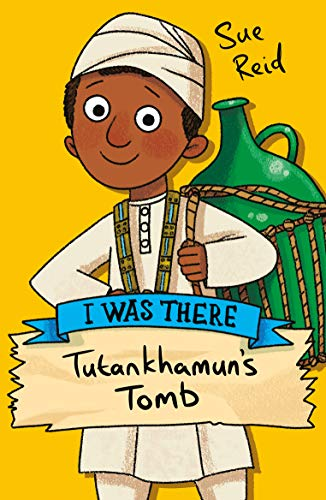 Sue
Reid
I WAS THERE
Tutankhamun's
Tomb